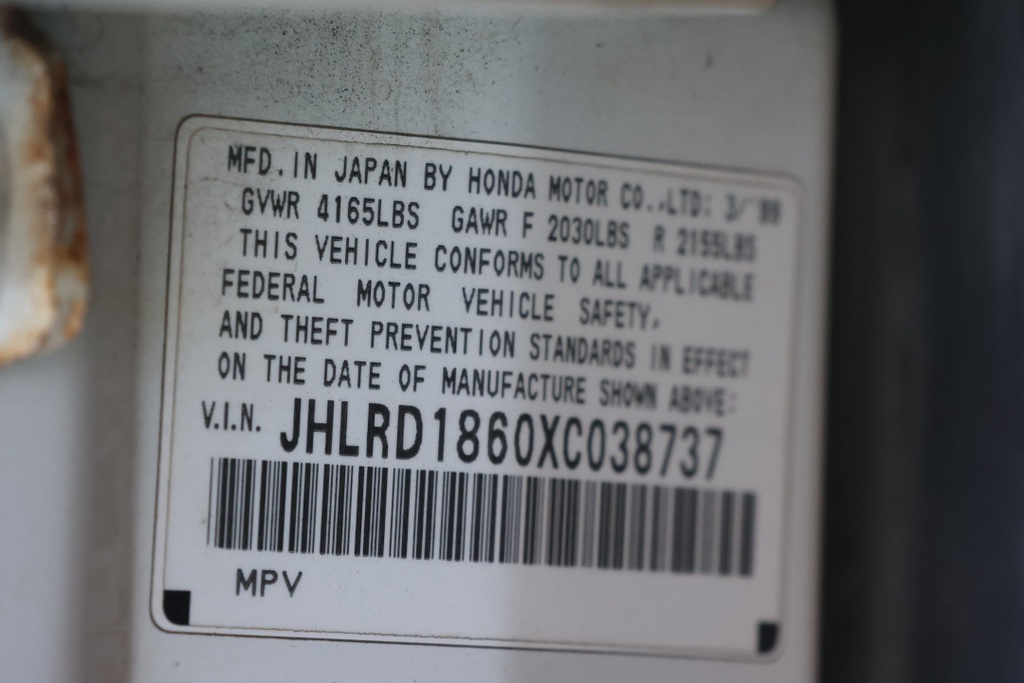 MFD. IN JAPAN BY HONDA MOTOR CO.,LTD: 3/'99
GVWR 4165LBS GAWR F 2030LBS R 2155LBS
THIS VEHICLE CONFORMS TO ALL APPLICABLE
FEDERAL MOTOR VEHICLE SAFETY,
AND THEFT PREVENTION STANDARDS IN EFFECT
ON THE DATE OF MANUFACTURE SHOWN ABOVE:
V.I.N. JHLRD1860XC038737
MPV